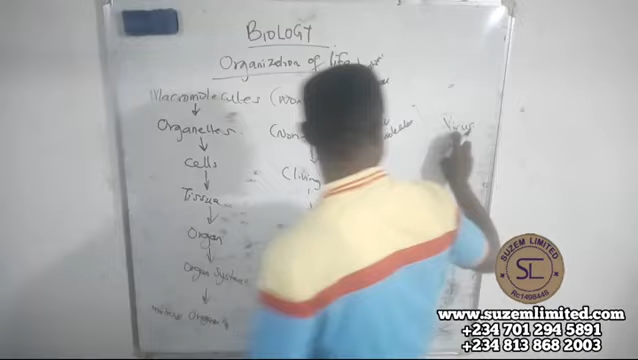 BIOLOGY
Organization of life
Macromolecules (Non
Organelles. (Non
Cells (living
Tissue
Organ
Organ System
Virus
SUZEM LIMITED
SL
Rc1498448
www.suzemlimited.com
+234 701 294 5891
+234 813 868 2003